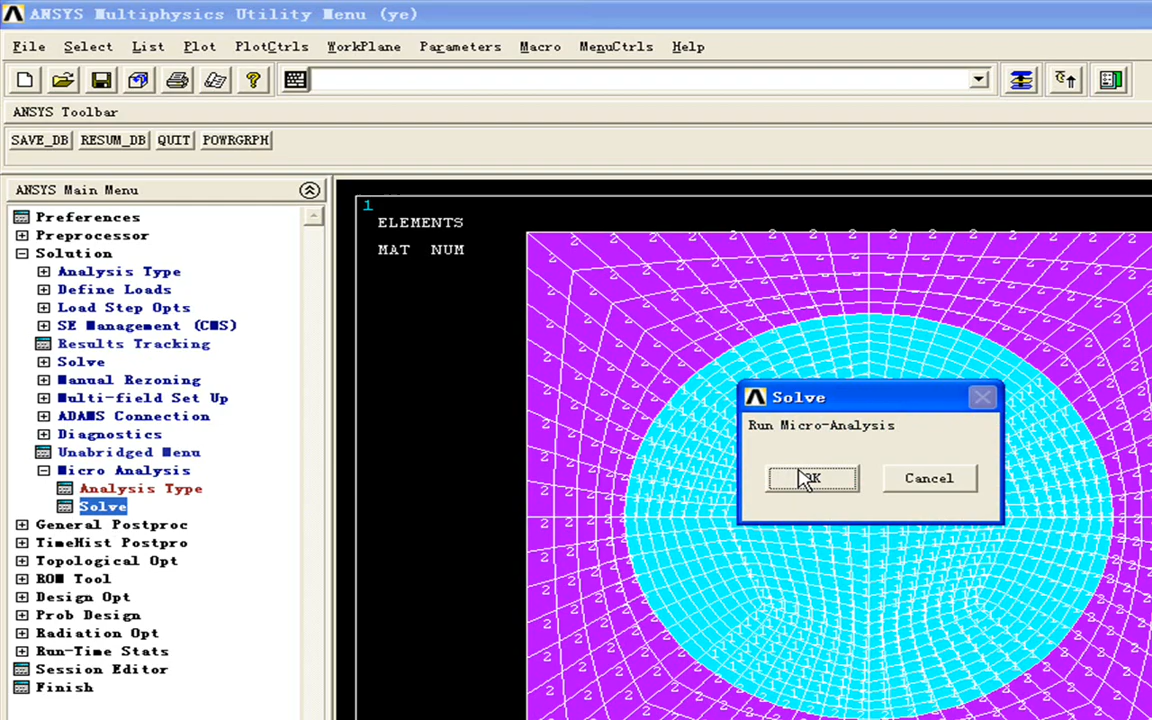 ANSYS Multiphysics Utility Menu (ye)
File Select List Plot PlotCtrls WorkPlane Parameters Macro MenuCtrls Help
ANSYS Toolbar
SAVE_DB RESUM_DB QUIT POWRGRPH
ANSYS Main Menu
Preferences
Preprocessor
Solution
Analysis Type
Define Loads
Load Step Opts
SE Management (CMS)
Results Tracking
Solve
Manual Rezoning
Multi-field Set Up
ADAMS Connection
Diagnostics
Unabridged Menu
Micro Analysis
Analysis Type
Solve
General Postproc
TimeHist Postpro
Topological Opt
ROM Tool
Design Opt
Prob Design
Radiation Opt
Run-Time Stats
Session Editor
Finish
1
ELEMENTS
MAT NUM
Solve
Run Micro-Analysis
OK Cancel